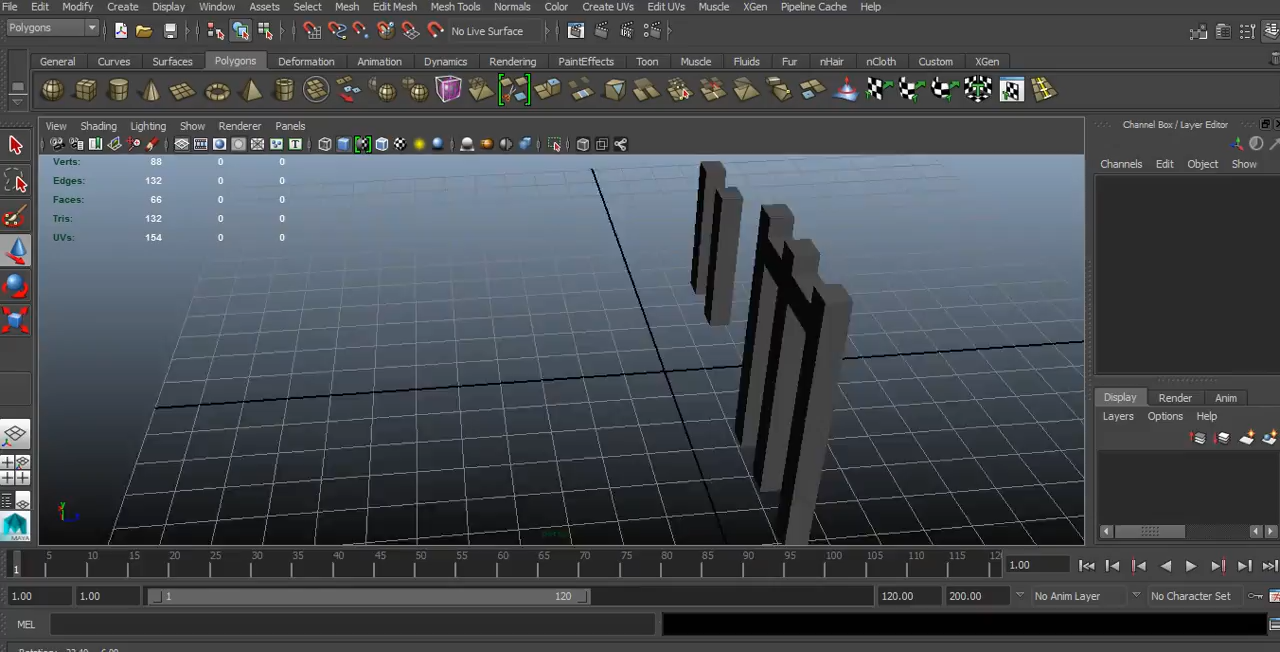 File Edit Modify Create Display Window Assets Select Mesh Edit Mesh Mesh Tools Normals Color Create UVs Edit UVs Muscle XGen Pipeline Cache Help
Polygons No Live Surface
General Curves Surfaces Polygons Deformation Animation Dynamics Rendering PaintEffects Toon Muscle Fluids Fur nHair nCloth Custom XGen
View Shading Lighting Show Renderer Panels
Channel Box / Layer Editor
Channels Edit Object Show
Verts: 88 0 0
Edges: 132 0 0
Faces: 66 0 0
Tris: 132 0 0
UVs: 154 0 0
Display Render Anim
Layers Options Help
MAYA
5 10 15 20 25 30 35 40 45 50 55 60 65 70 75 80 85 90 95 100 105 110 115 12
1 1.00
1.00 1.00 1 120 120.00 200.00 No Anim Layer No Character Set
MEL